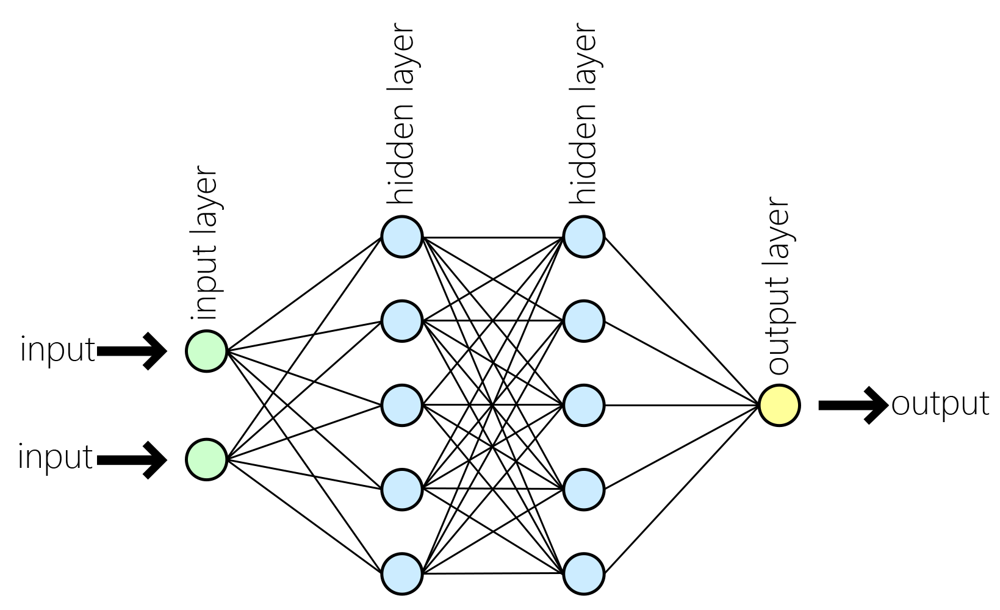 hidden layer
hidden layer
input layer
output layer
input
output
input